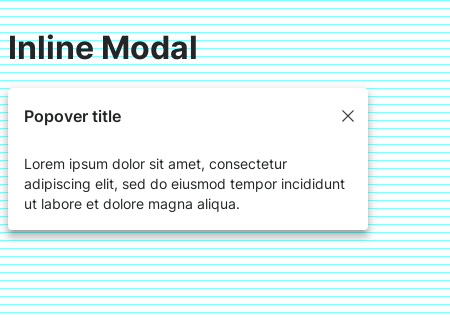 Inline Modal
Popover title
Lorem ipsum dolor sit amet, consectetur
adipiscing elit, sed do eiusmod tempor incididunt
ut labore et dolore magna aliqua.